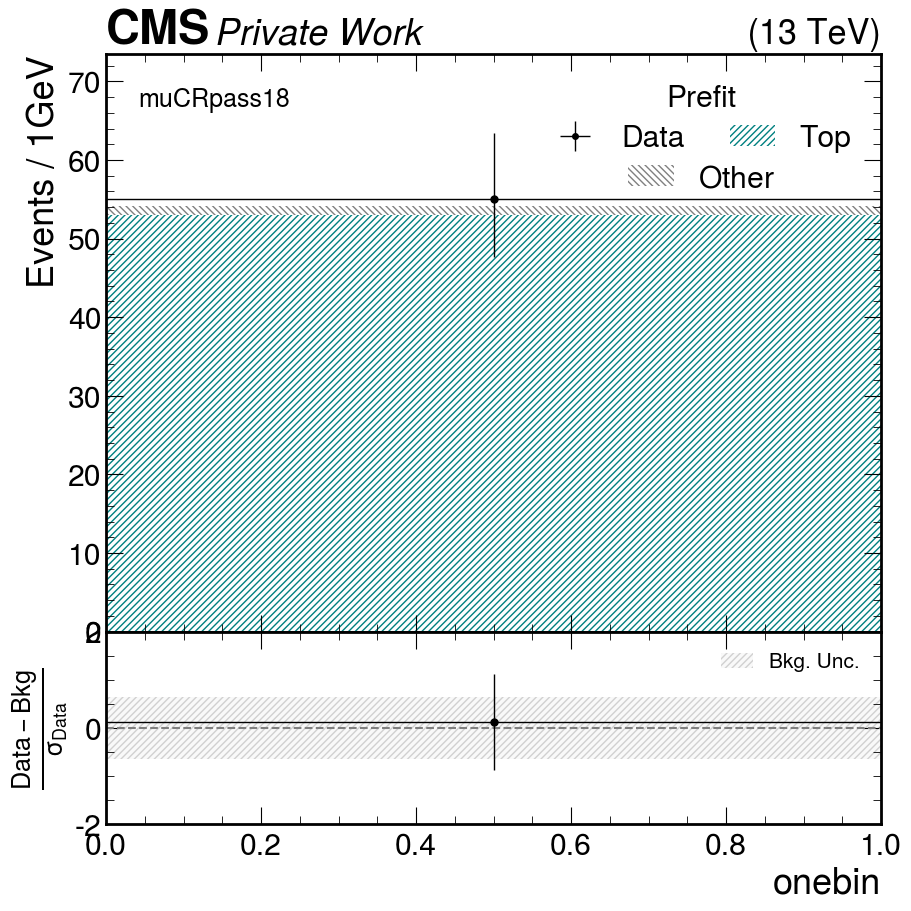 CMS Private Work (13 TeV)
Events / 1GeV
muCRpass18
Prefit
Data
Top
Other
70
60
50
40
30
20
10
0
2
Bkg. Unc.
Data – Bkg
σData
0
-2
0.0 0.2 0.4 0.6 0.8 1.0
onebin